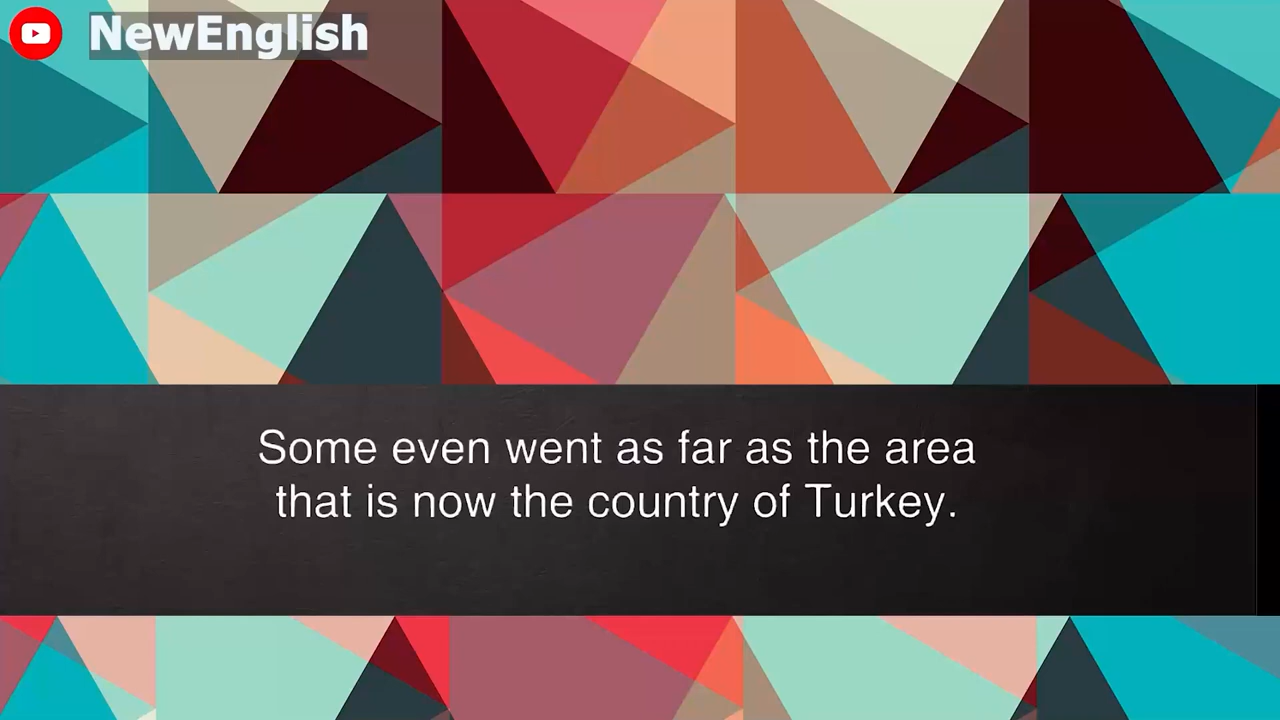 NewEnglish
Some even went as far as the area
that is now the country of Turkey.